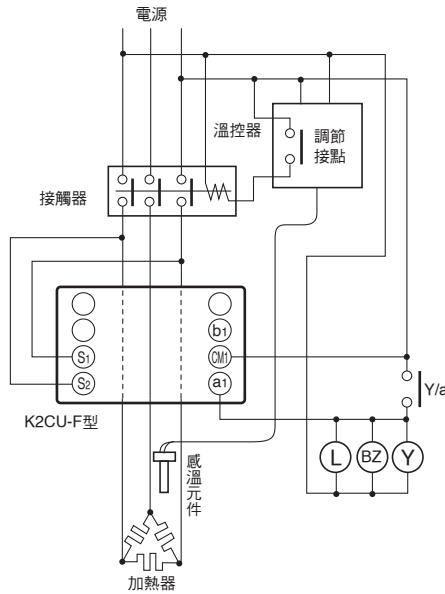 電源
溫控器
調節
接點
接觸器
b1
S1
CM1
S2
a1
Y/a
K2CU-F型
L
BZ
Y
感溫元件
加熱器